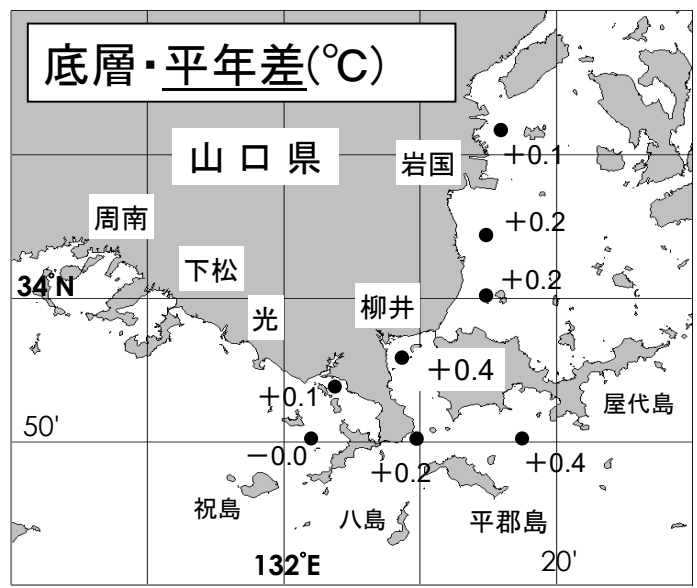 底層・平年差(℃)
山口県
岩国
+0.1
周南
+0.2
下松
+0.2
34°N
光
柳井
+0.4
+0.1
屋代島
50'
-0.0
+0.2
+0.4
祝島
八島
平郡島
132°E
20'